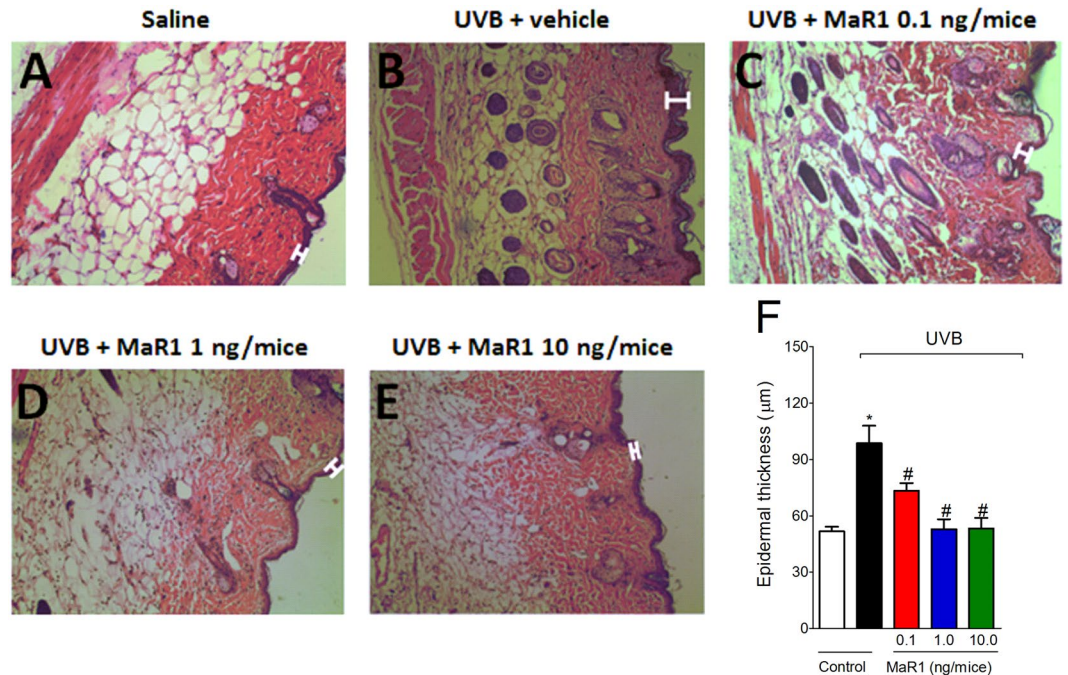 Saline
UVB + vehicle
UVB + MaR1 0.1 ng/mice
A
B
C
UVB + MaR1 1 ng/mice
UVB + MaR1 10 ng/mice
D
E
F
UVB
Epidermal thickness (μm)
150
120
90
60
30
0
*
#
#
#
0.1
1.0
10.0
Control
MaR1 (ng/mice)